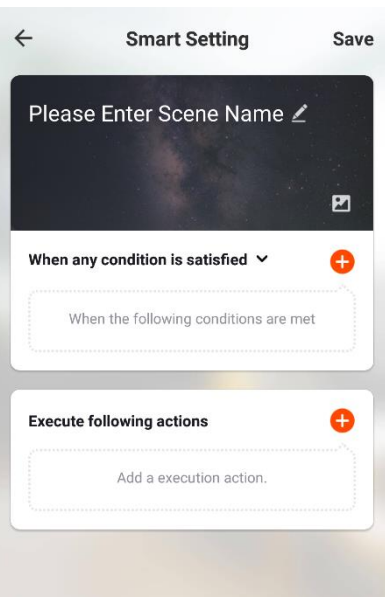 Smart Setting Save
Please Enter Scene Name
When any condition is satisfied
When the following conditions are met
Execute following actions
Add a execution action.